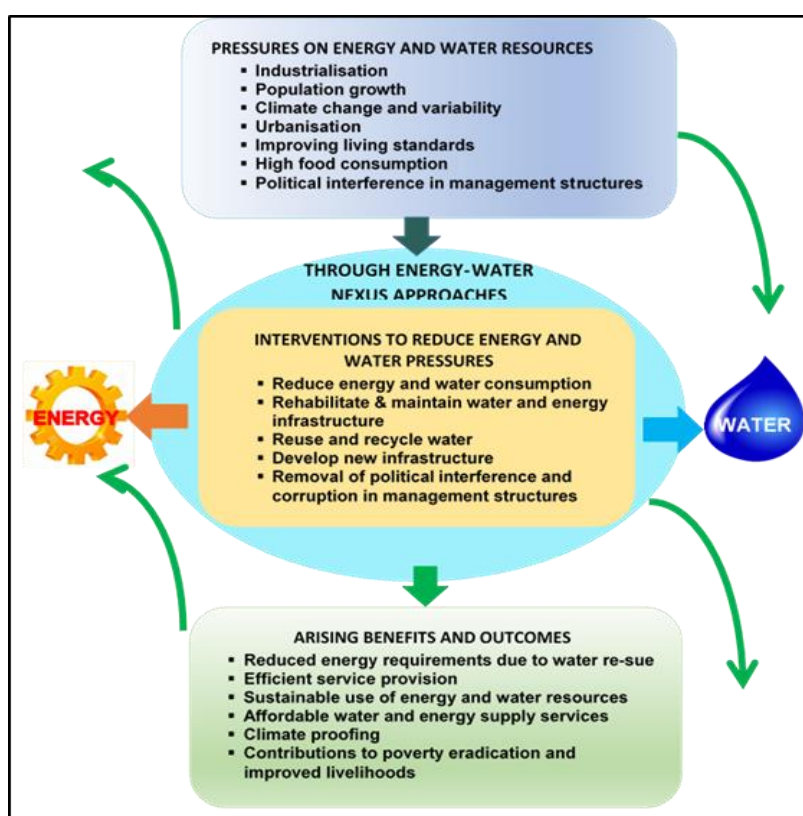 PRESSURES ON ENERGY AND WATER RESOURCES
▪ Industrialisation
▪ Population growth
▪ Climate change and variability
▪ Urbanisation
▪ Improving living standards
▪ High food consumption
▪ Political interference in management structures
THROUGH ENERGY-WATER
NEXUS APPROACHES
INTERVENTIONS TO REDUCE ENERGY AND
WATER PRESSURES
▪ Reduce energy and water consumption
▪ Rehabilitate & maintain water and energy
infrastructure
▪ Reuse and recycle water
▪ Develop new infrastructure
▪ Removal of political interference and
corruption in management structures
ENERGY
WATER
ARISING BENEFITS AND OUTCOMES
▪ Reduced energy requirements due to water re-sue
▪ Efficient service provision
▪ Sustainable use of energy and water resources
▪ Affordable water and energy supply services
▪ Climate proofing
▪ Contributions to poverty eradication and
improved livelihoods